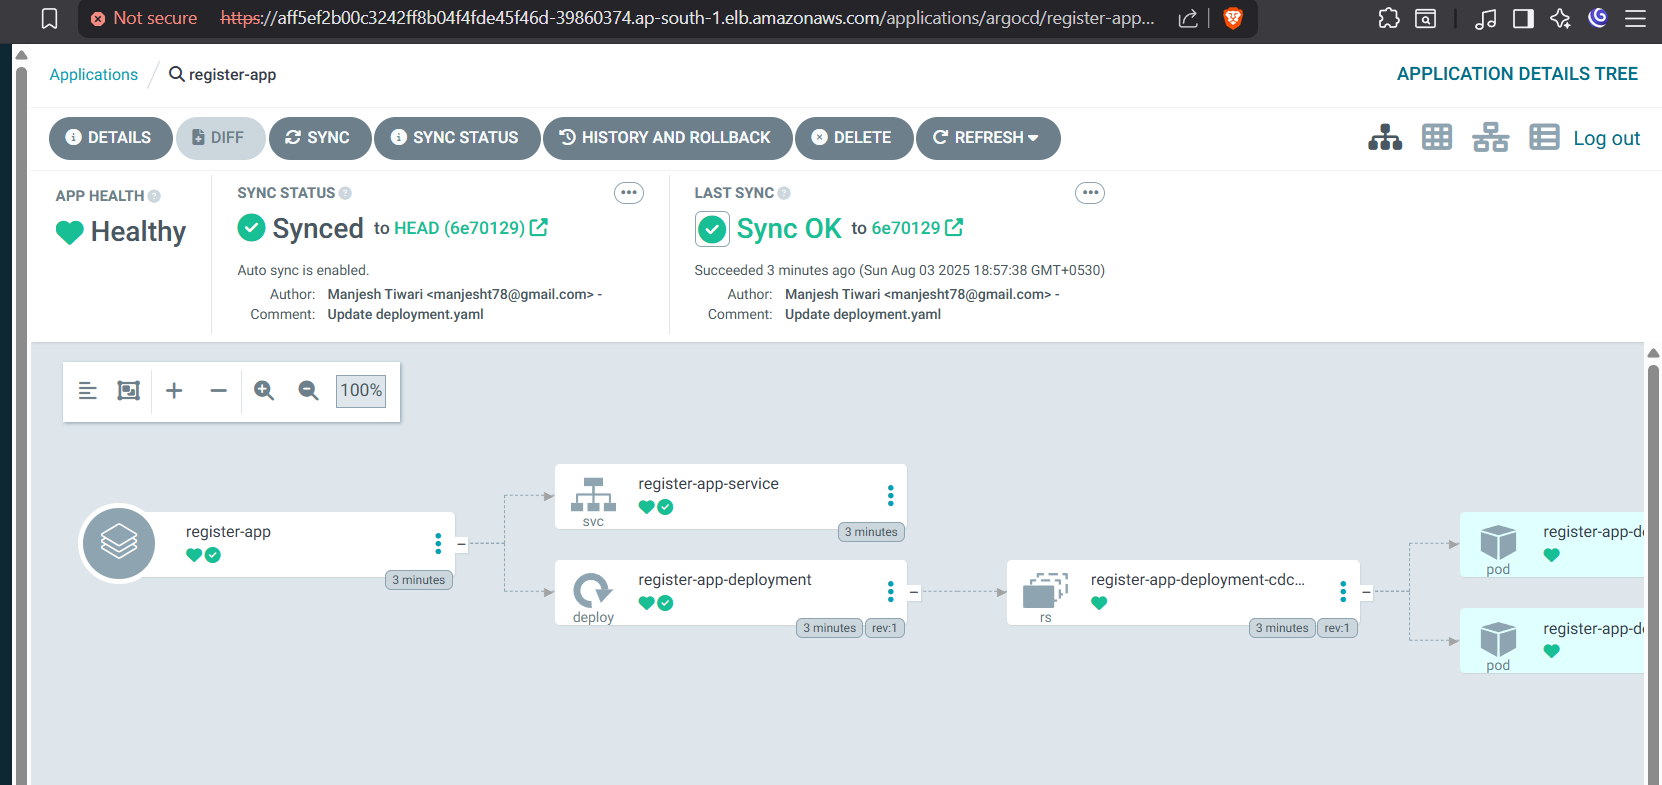 Not secure https://aff5ef2b00c3242ff8b04f4fde45f46d-39860374.ap-south-1.elb.amazonaws.com/applications/argocd/register-app...
Applications / register-app
APPLICATION DETAILS TREE
DETAILS DIFF SYNC SYNC STATUS HISTORY AND ROLLBACK DELETE REFRESH
Log out
APP HEALTH
Healthy
SYNC STATUS
Synced to HEAD (6e70129)
Auto sync is enabled.
Author: Manjesh Tiwari <manjesht78@gmail.com> -
Comment: Update deployment.yaml
LAST SYNC
Sync OK to 6e70129
Succeeded 3 minutes ago (Sun Aug 03 2025 18:57:38 GMT+0530)
Author: Manjesh Tiwari <manjesht78@gmail.com> -
Comment: Update deployment.yaml
100%
register-app
3 minutes
svc
register-app-service
3 minutes
deploy
register-app-deployment
3 minutes rev:1
rs
register-app-deployment-cdc...
3 minutes rev:1
pod
register-app-d
pod
register-app-d